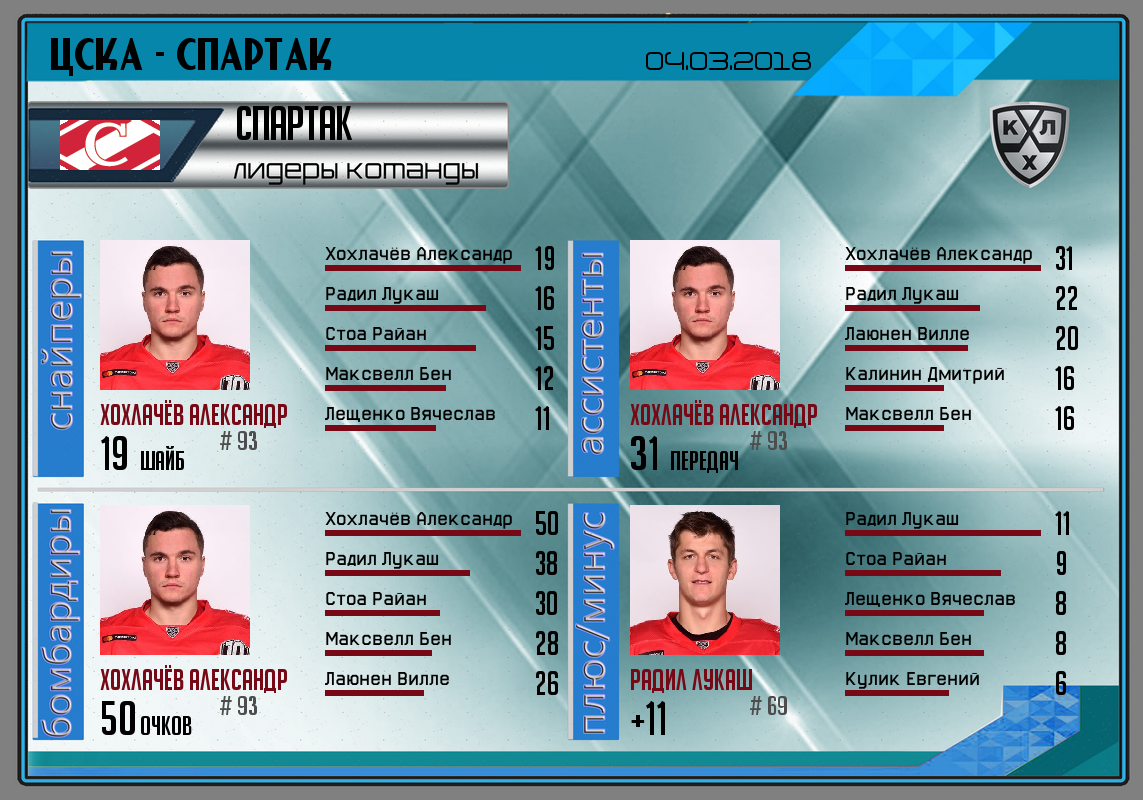 ЦСКА - СПАРТАК
04.03.2018
С
СПАРТАК
лидеры команды
КЛХ
снайперы
Хохлачёв Александр 19
Радил Лукаш 16
Стоа Райан 15
Максвелл Бен 12
Лещенко Вячеслав 11
ХОХЛАЧЁВ АЛЕКСАНДР
# 93
19 ШАЙБ
ассистенты
Хохлачёв Александр 31
Радил Лукаш 22
Лаюнен Вилле 20
Калинин Дмитрий 16
Максвелл Бен 16
ХОХЛАЧЁВ АЛЕКСАНДР
# 93
31 ПЕРЕДАЧ
бомбардиры
Хохлачёв Александр 50
Радил Лукаш 38
Стоа Райан 30
Максвелл Бен 28
Лаюнен Вилле 26
ХОХЛАЧЁВ АЛЕКСАНДР
# 93
50 ОЧКОВ
плюс/минус
Радил Лукаш 11
Стоа Райан 9
Лещенко Вячеслав 8
Максвелл Бен 8
Кулик Евгений 6
РАДИЛ ЛУКАШ
# 69
+11